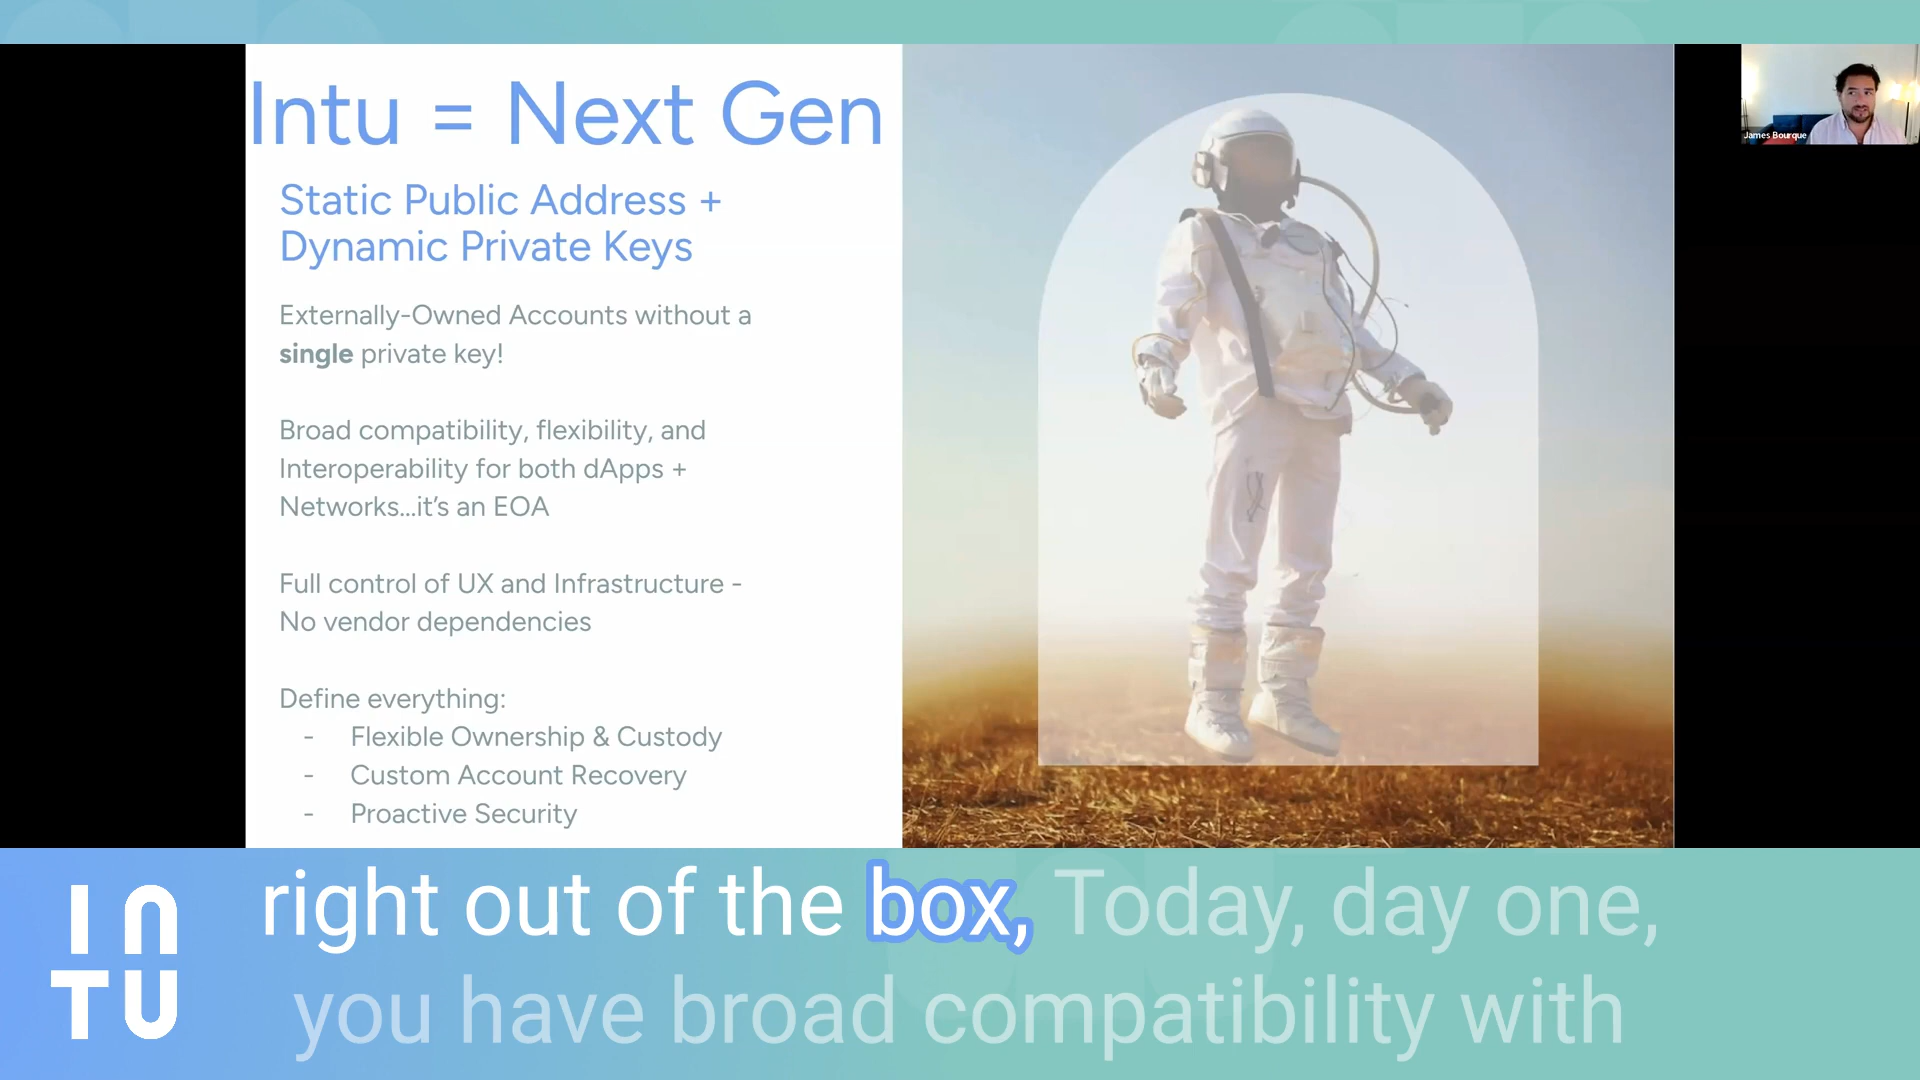 Intu = Next Gen
Static Public Address +
Dynamic Private Keys
Externally-Owned Accounts without a
single private key!
Broad compatibility, flexibility, and
Interoperability for both dApps +
Networks...it's an EOA
Full control of UX and Infrastructure -
No vendor dependencies
Define everything:
- Flexible Ownership & Custody
- Custom Account Recovery
- Proactive Security
James Bourque
IN
TU
right out of the box, Today, day one,
you have broad compatibility with